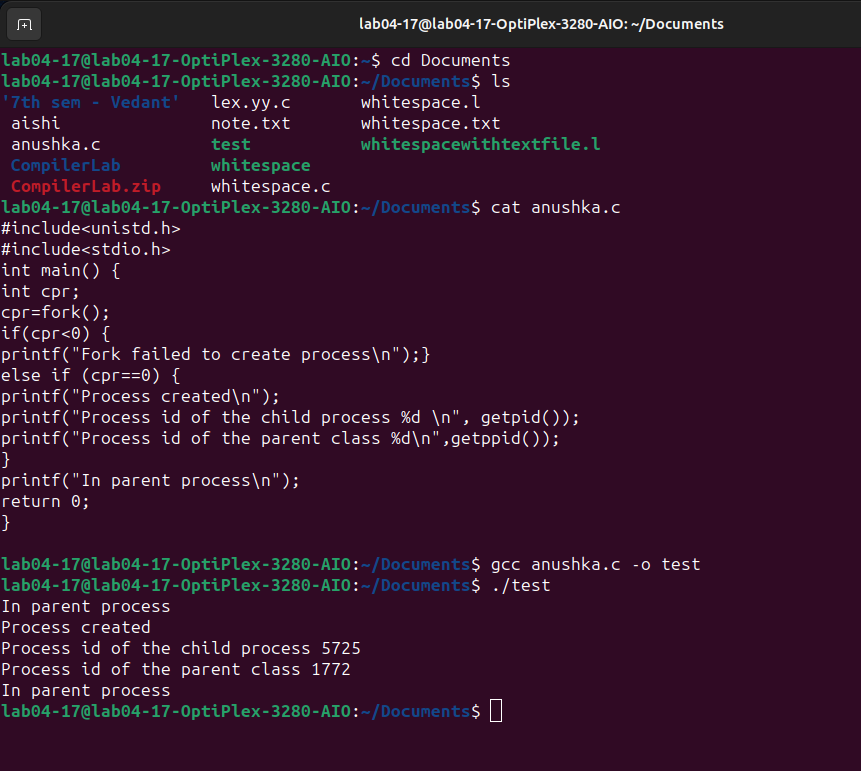 lab04-17@lab04-17-OptiPlex-3280-AIO: ~/Documents
lab04-17@lab04-17-OptiPlex-3280-AIO:~$ cd Documents
lab04-17@lab04-17-OptiPlex-3280-AIO:~/Documents$ ls
'7th sem - Vedant'   lex.yy.c       whitespace.l
 aishi               note.txt       whitespace.txt
 anushka.c           test           whitespacewithtextfile.l
 CompilerLab         whitespace
 CompilerLab.zip     whitespace.c
lab04-17@lab04-17-OptiPlex-3280-AIO:~/Documents$ cat anushka.c
#include<unistd.h>
#include<stdio.h>
int main() {
int cpr;
cpr=fork();
if(cpr<0) {
printf("Fork failed to create process\n");}
else if (cpr==0) {
printf("Process created\n");
printf("Process id of the child process %d \n", getpid());
printf("Process id of the parent class %d\n",getppid());
}
printf("In parent process\n");
return 0;
}
lab04-17@lab04-17-OptiPlex-3280-AIO:~/Documents$ gcc anushka.c -o test
lab04-17@lab04-17-OptiPlex-3280-AIO:~/Documents$ ./test
In parent process
Process created
Process id of the child process 5725
Process id of the parent class 1772
In parent process
lab04-17@lab04-17-OptiPlex-3280-AIO:~/Documents$